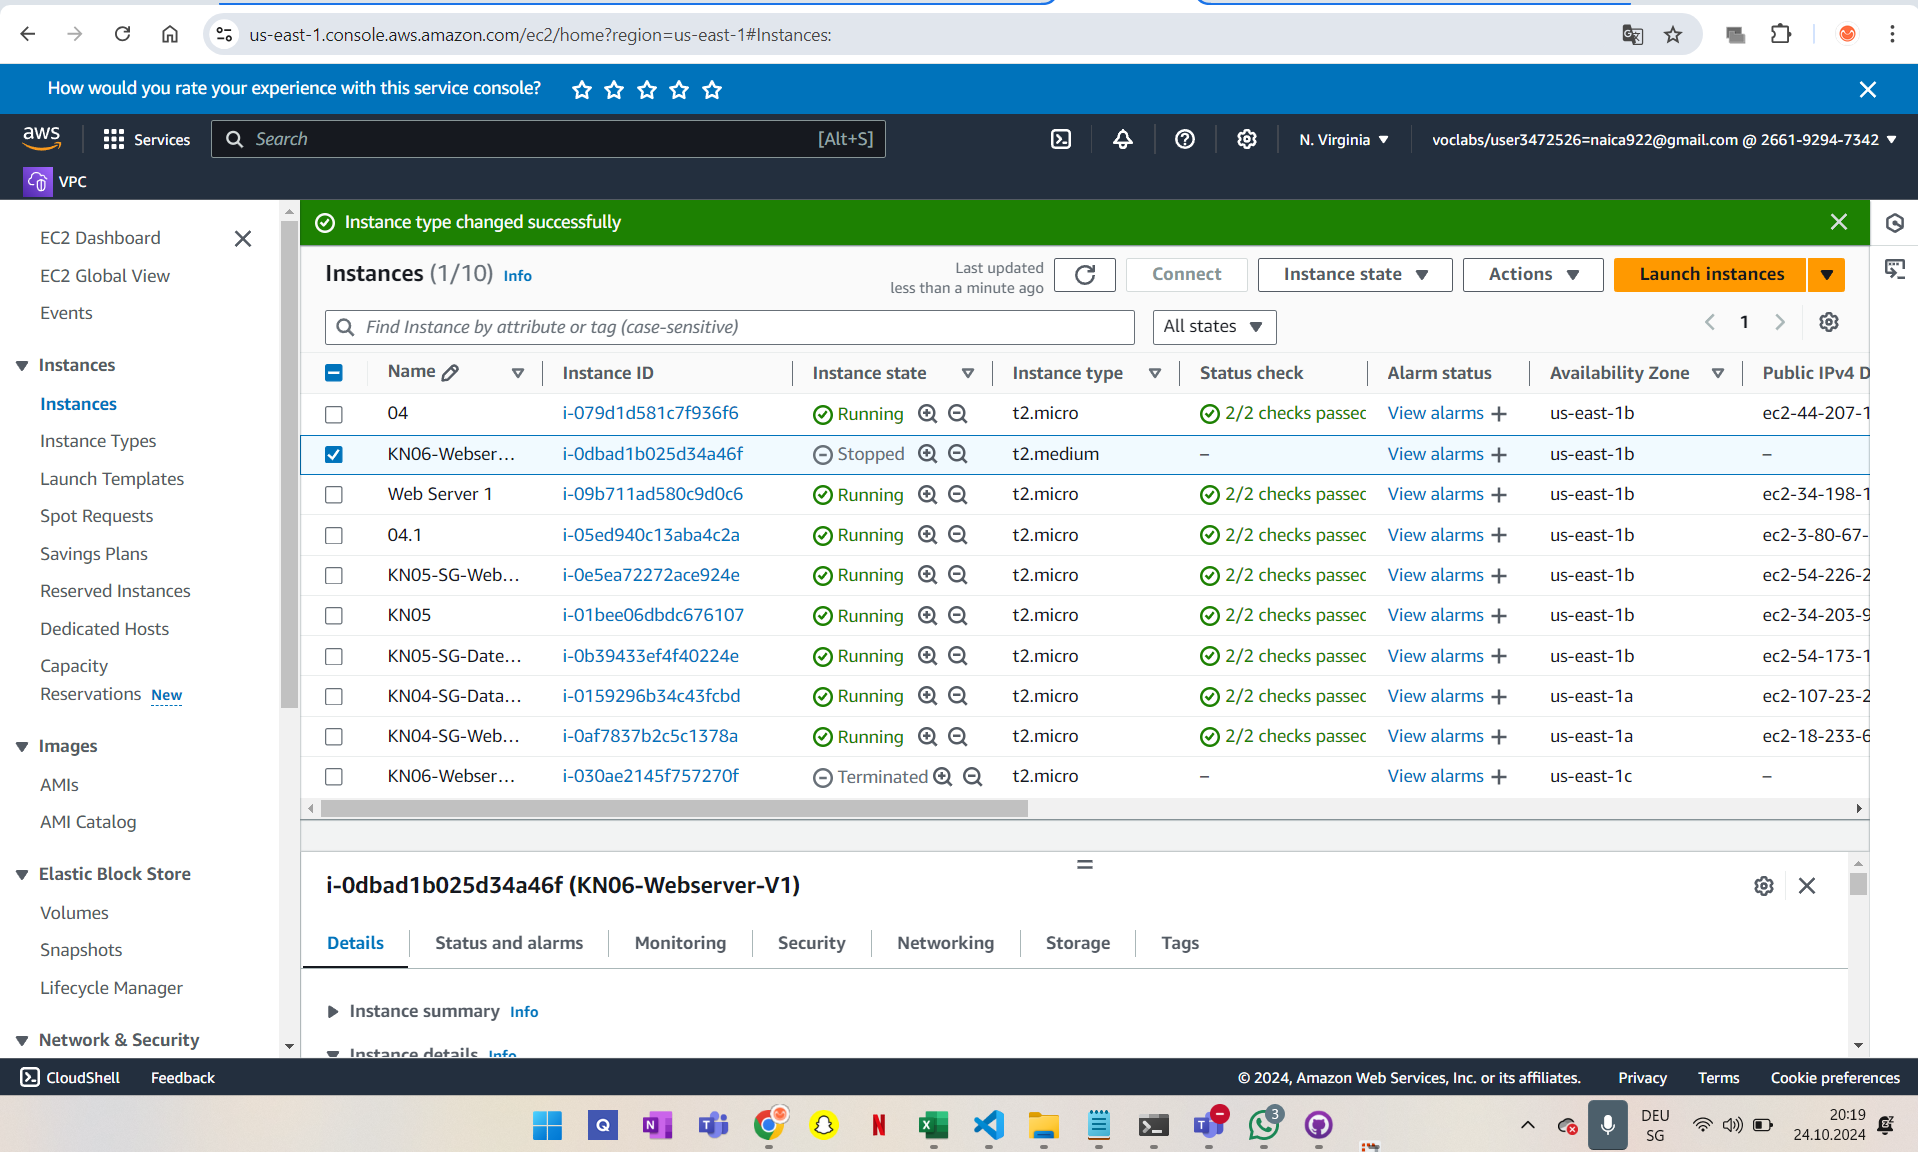 us-east-1.console.aws.amazon.com/ec2/home?region=us-east-1#Instances:
How would you rate your experience with this service console?
aws
Services
Search
[Alt+S]
N. Virginia
voclabs/user3472526=naica922@gmail.com @ 2661-9294-7342
VPC
EC2 Dashboard
EC2 Global View
Events
Instances
Instances
Instance Types
Launch Templates
Spot Requests
Savings Plans
Reserved Instances
Dedicated Hosts
Capacity
Reservations New
Images
AMIs
AMI Catalog
Elastic Block Store
Volumes
Snapshots
Lifecycle Manager
Network & Security
Instance type changed successfully
Instances (1/10) Info
Last updated
less than a minute ago
Connect
Instance state
Actions
Launch instances
Find Instance by attribute or tag (case-sensitive)
All states
1
Name Instance ID Instance state Instance type Status check Alarm status Availability Zone Public IPv4 D
04 i-079d1d581c7f936f6 Running t2.micro 2/2 checks passec View alarms + us-east-1b ec2-44-207-1
KN06-Webser... i-0dbad1b025d34a46f Stopped t2.medium – View alarms + us-east-1b –
Web Server 1 i-09b711ad580c9d0c6 Running t2.micro 2/2 checks passec View alarms + us-east-1b ec2-34-198-1
04.1 i-05ed940c13aba4c2a Running t2.micro 2/2 checks passec View alarms + us-east-1b ec2-3-80-67-
KN05-SG-Web... i-0e5ea72272ace924e Running t2.micro 2/2 checks passec View alarms + us-east-1b ec2-54-226-2
KN05 i-01bee06dbdc676107 Running t2.micro 2/2 checks passec View alarms + us-east-1b ec2-34-203-9
KN05-SG-Date... i-0b39433ef4f40224e Running t2.micro 2/2 checks passec View alarms + us-east-1b ec2-54-173-1
KN04-SG-Data... i-0159296b34c43fcbd Running t2.micro 2/2 checks passec View alarms + us-east-1a ec2-107-23-2
KN04-SG-Web... i-0af7837b2c5c1378a Running t2.micro 2/2 checks passec View alarms + us-east-1a ec2-18-233-6
KN06-Webser... i-030ae2145f757270f Terminated t2.micro – View alarms + us-east-1c –
i-0dbad1b025d34a46f (KN06-Webserver-V1)
Details Status and alarms Monitoring Security Networking Storage Tags
Instance summary Info
Instance details Info
CloudShell Feedback © 2024, Amazon Web Services, Inc. or its affiliates. Privacy Terms Cookie preferences
3
DEU
SG
20:19
24.10.2024